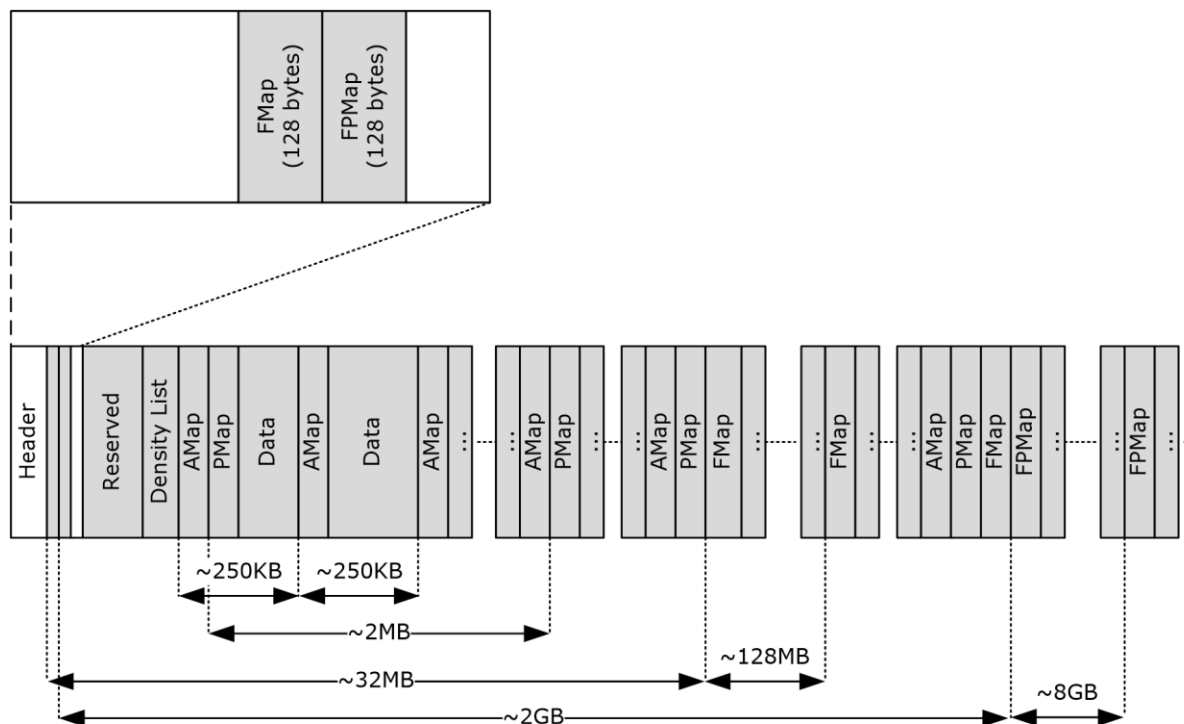 FMap
(128 bytes)
FPMap
(128 bytes)
Header
Reserved
Density List
AMap
PMap
Data
AMap
Data
AMap
...
...
AMap
PMap
...
...
AMap
PMap
FMap
...
...
FMap
...
...
AMap
PMap
FMap
FPMap
...
...
FPMap
...
~250KB
~250KB
~2MB
~128MB
~32MB
~8GB
~2GB